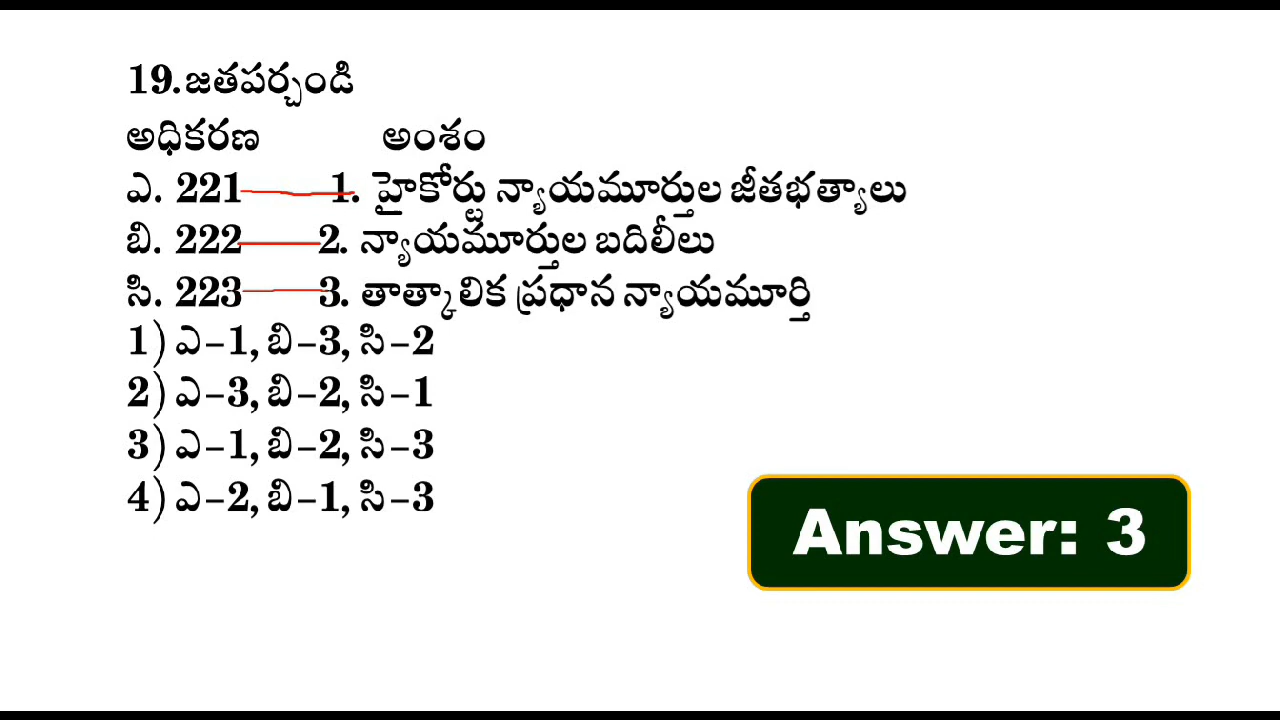 19.జతపర్చండి
అధికరణ అంశం
ఎ. 221 1. హైకోర్టు న్యాయమూర్తుల జీతభత్యాలు
బి. 222 2. న్యాయమూర్తుల బదిలీలు
సి. 223 3. తాత్కాలిక ప్రధాన న్యాయమూర్తి
1) ఎ-1, బి-3, సి-2
2) ఎ-3, బి-2, సి-1
3) ఎ-1, బి-2, సి-3
4) ఎ-2, బి-1, సి-3
Answer: 3